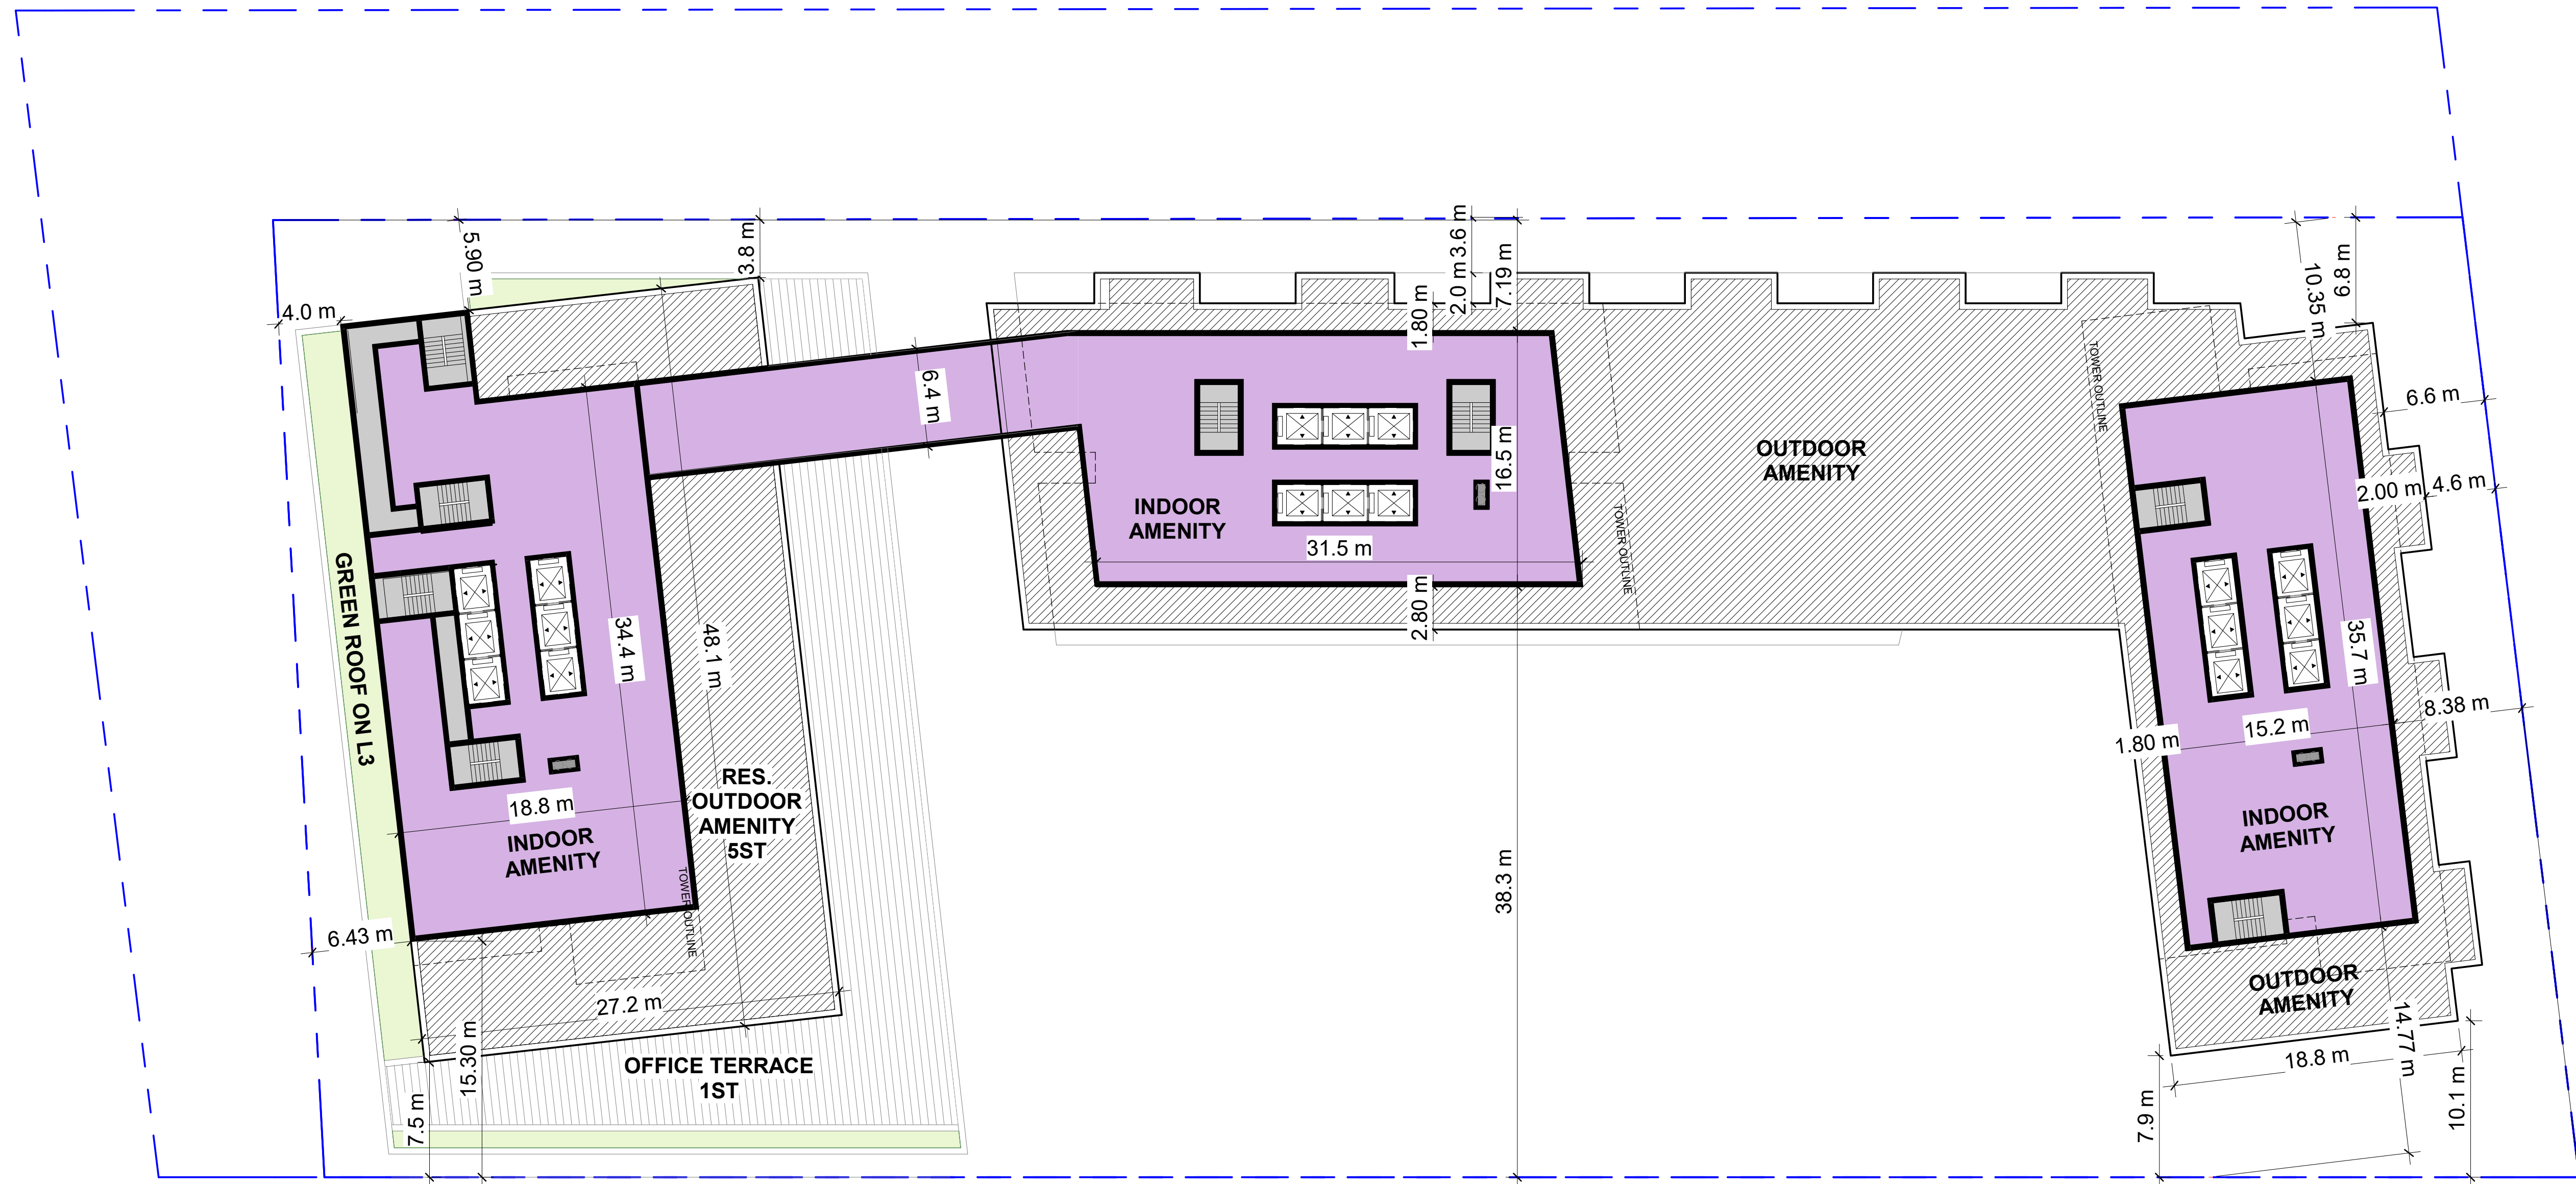 5.90 m
3.8 m
4.0 m
3.6 m
2.0 m
7.19 m
1.80 m
10.35 m
6.8 m
6.4 m
TOWER OUTLINE
6.6 m
OUTDOOR
AMENITY
16.5 m
INDOOR
AMENITY
2.00 m
4.6 m
31.5 m
TOWER OUTLINE
2.80 m
GREEN ROOF ON L3
34.4 m
48.1 m
35.7 m
8.38 m
15.2 m
1.80 m
RES.
OUTDOOR
AMENITY
5ST
18.8 m
INDOOR
AMENITY
INDOOR
AMENITY
38.3 m
TOWER OUTLINE
6.43 m
OUTDOOR
AMENITY
27.2 m
15.30 m
14.77 m
OFFICE TERRACE
1ST
18.8 m
7.5 m
7.9 m
10.1 m